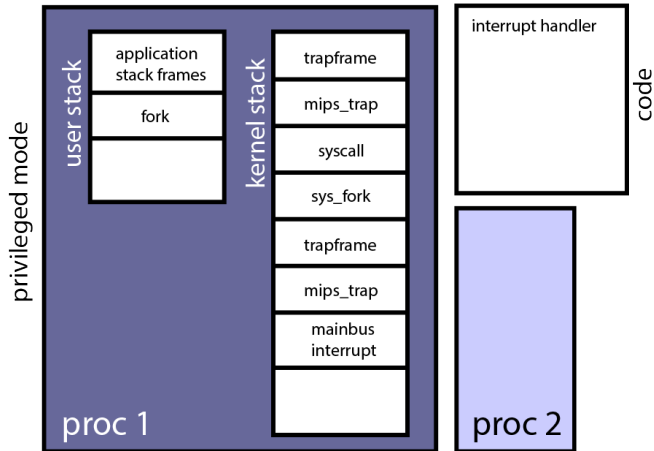 privileged mode
user stack
application
stack frames
fork
kernel stack
trapframe
mips_trap
syscall
sys_fork
trapframe
mips_trap
mainbus
interrupt
proc 1
interrupt handler
code
proc 2